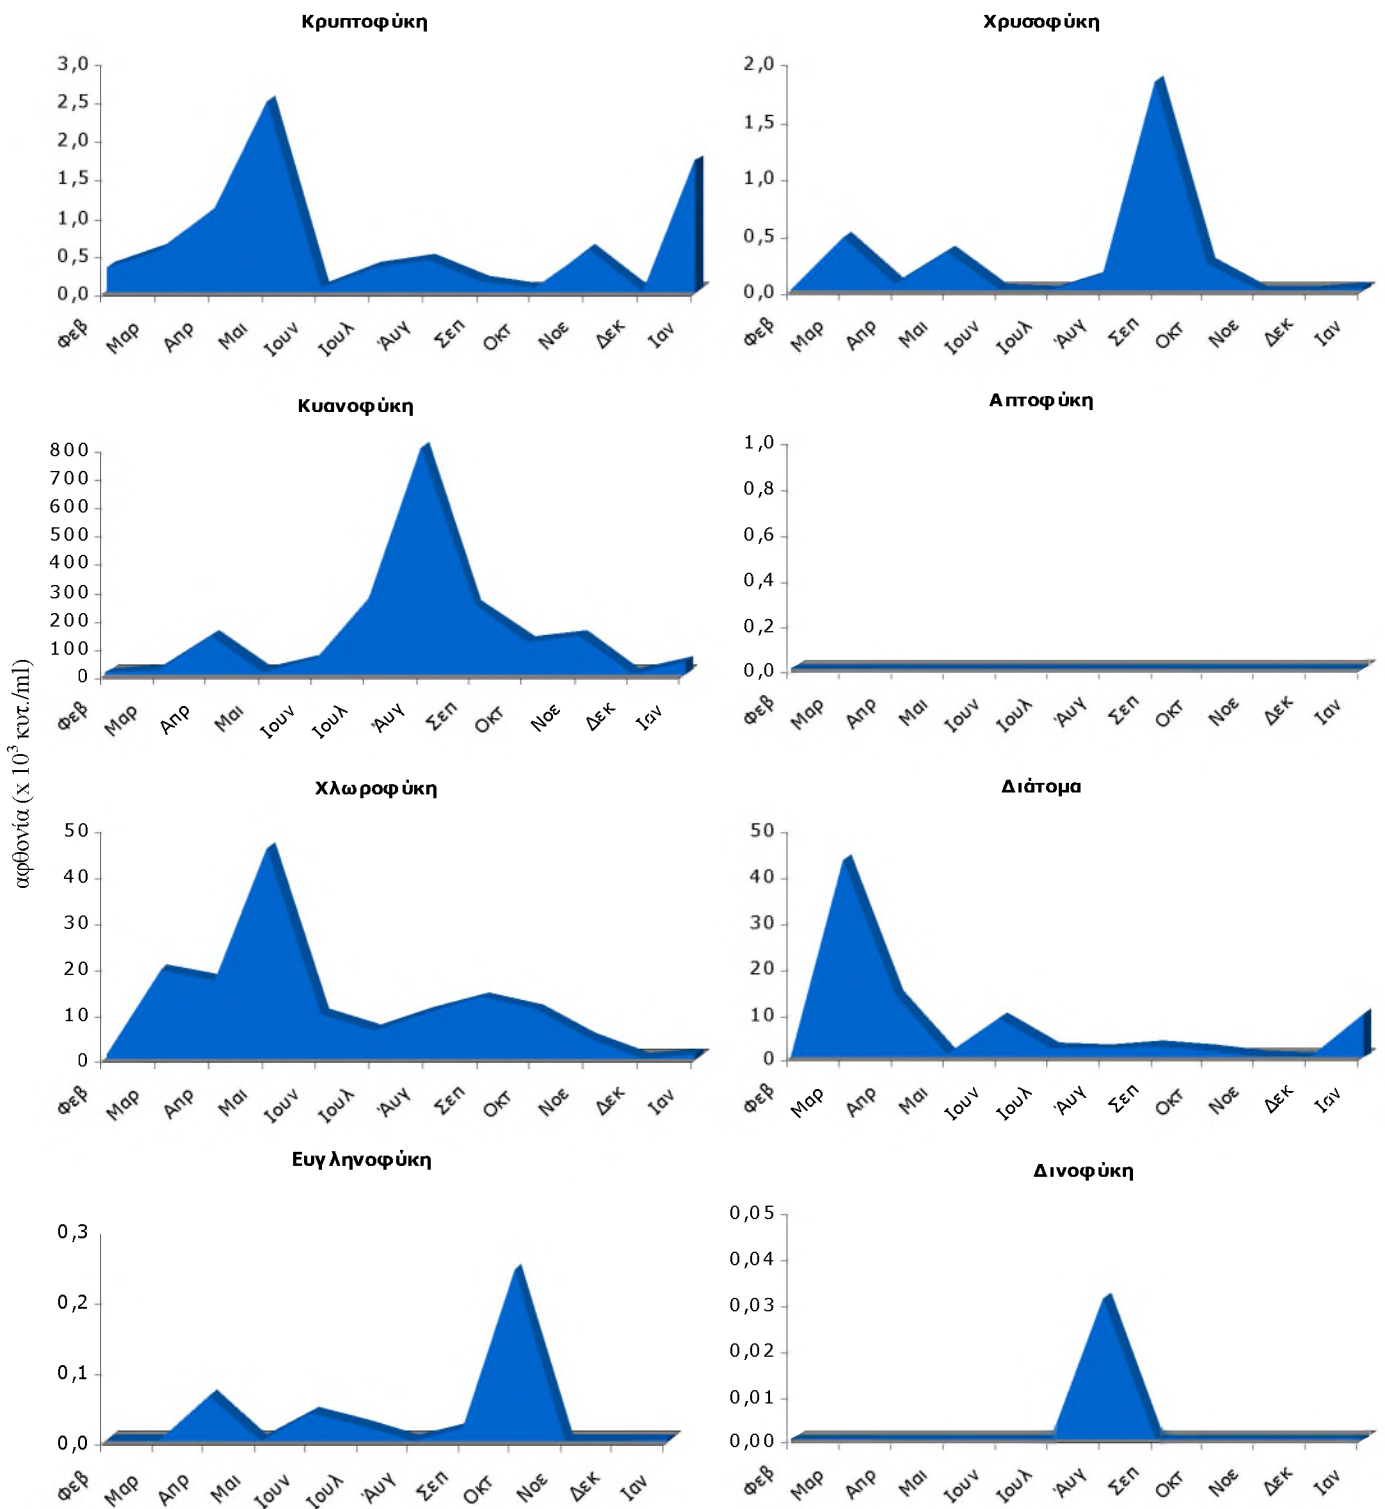 Κρυπτοφύκη
3,0
2,5
2,0
1,5
1,0
0,5
0,0
Φεβ Μαρ Απρ Μαι Ιουν Ιουλ Άυγ Σεπ Οκτ Νοε Δεκ Ιαν
Χρυσοφύκη
2,0
1,5
1,0
0,5
0,0
Φεβ Μαρ Απρ Μαι Ιουν Ιουλ Άυγ Σεπ Οκτ Νοε Δεκ Ιαν
αφθονία (x 10³ κυτ./ml)
Κυανοφύκη
800
700
600
500
400
300
200
100
0
Φεβ Μαρ Απρ Μαι Ιουν Ιουλ Άυγ Σεπ Οκτ Νοε Δεκ Ιαν
Απτοφύκη
1,0
0,8
0,6
0,4
0,2
0,0
Φεβ Μαρ Απρ Μαι Ιουν Ιουλ Άυγ Σεπ Οκτ Νοε Δεκ Ιαν
Χλωροφύκη
50
40
30
20
10
0
Φεβ Μαρ Απρ Μαι Ιουν Ιουλ Άυγ Σεπ Οκτ Νοε Δεκ Ιαν
Διάτομα
50
40
30
20
10
0
Φεβ Μαρ Απρ Μαι Ιουν Ιουλ Άυγ Σεπ Οκτ Νοε Δεκ Ιαν
Ευγληνοφύκη
0,3
0,2
0,1
0,0
Φεβ Μαρ Απρ Μαι Ιουν Ιουλ Άυγ Σεπ Οκτ Νοε Δεκ Ιαν
Δινοφύκη
0,05
0,04
0,03
0,02
0,01
0,00
Φεβ Μαρ Απρ Μαι Ιουν Ιουλ Άυγ Σεπ Οκτ Νοε Δεκ Ιαν